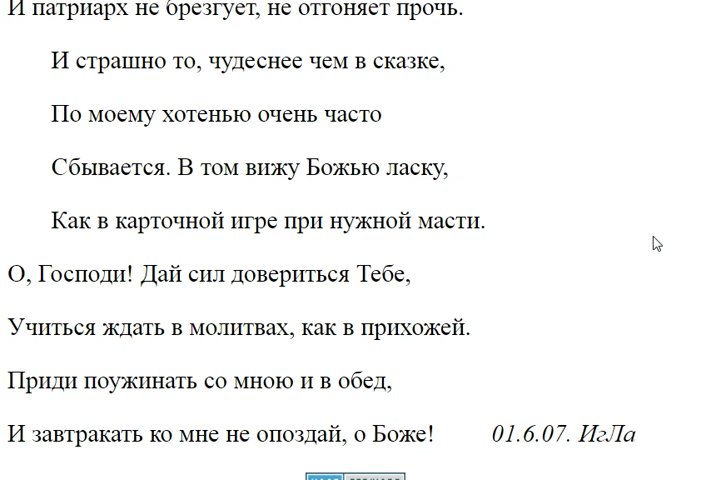 И патриарх не брезгует, не отгоняет прочь.
И страшно то, чудеснее чем в сказке,
По моему хотенью очень часто
Сбывается. В том вижу Божью ласку,
Как в карточной игре при нужной масти.
О, Господи! Дай сил довериться Тебе,
Учиться ждать в молитвах, как в прихожей.
Приди поужинать со мною и в обед,
И завтракать ко мне не опоздай, о Боже! 01.6.07. ИгЛа